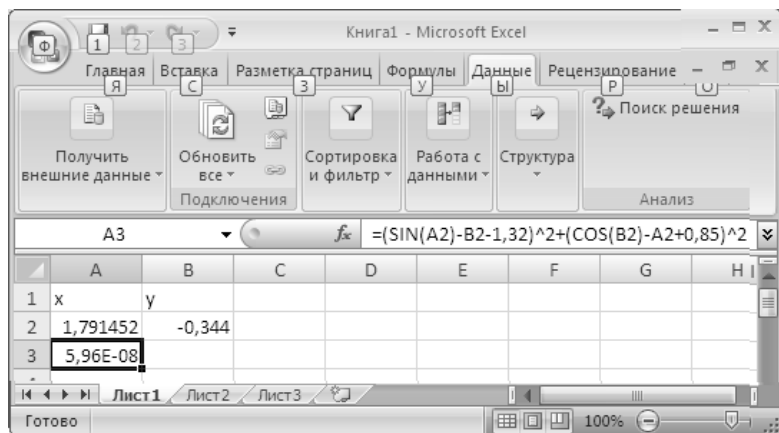 Книга1 - Microsoft Excel
Ф 1 2 3
Главная Вставка Разметка страниц Формулы Данные Рецензирование
Я С З У Ы Р О
Получить внешние данные
Обновить все
Подключения
Сортировка и фильтр
Работа с данными
Структура
Поиск решения
Анализ
A3 fx =(SIN(A2)-B2-1,32)^2+(COS(B2)-A2+0,85)^2
A B C D E F G H
1 x y
2 1,791452 -0,344
3 5,96E-08
Лист1 Лист2 Лист3
Готово 100%